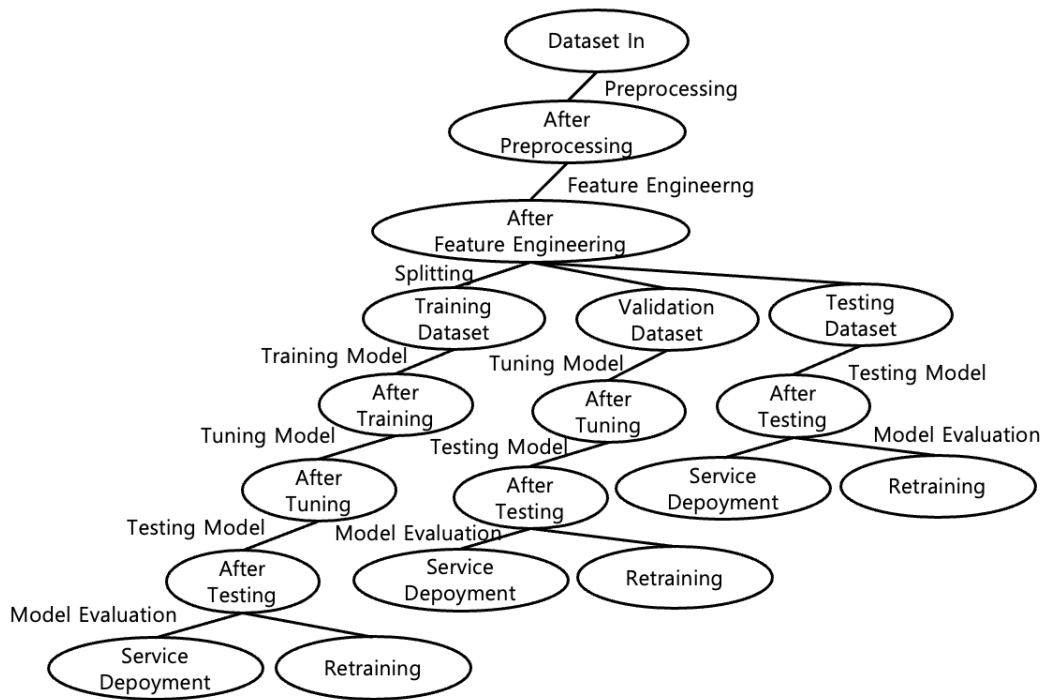 Dataset In
Preprocessing
After
Preprocessing
Feature Engineerng
After
Feature Engineering
Splitting
Training
Dataset
Validation
Dataset
Testing
Dataset
Training Model
Tuning Model
Testing Model
After
Training
After
Tuning
After
Testing
Tuning Model
Testing Model
Model Evaluation
After
Tuning
After
Testing
Service
Depoyment
Retraining
Testing Model
Model Evaluation
After
Testing
Service
Depoyment
Retraining
Model Evaluation
Service
Depoyment
Retraining